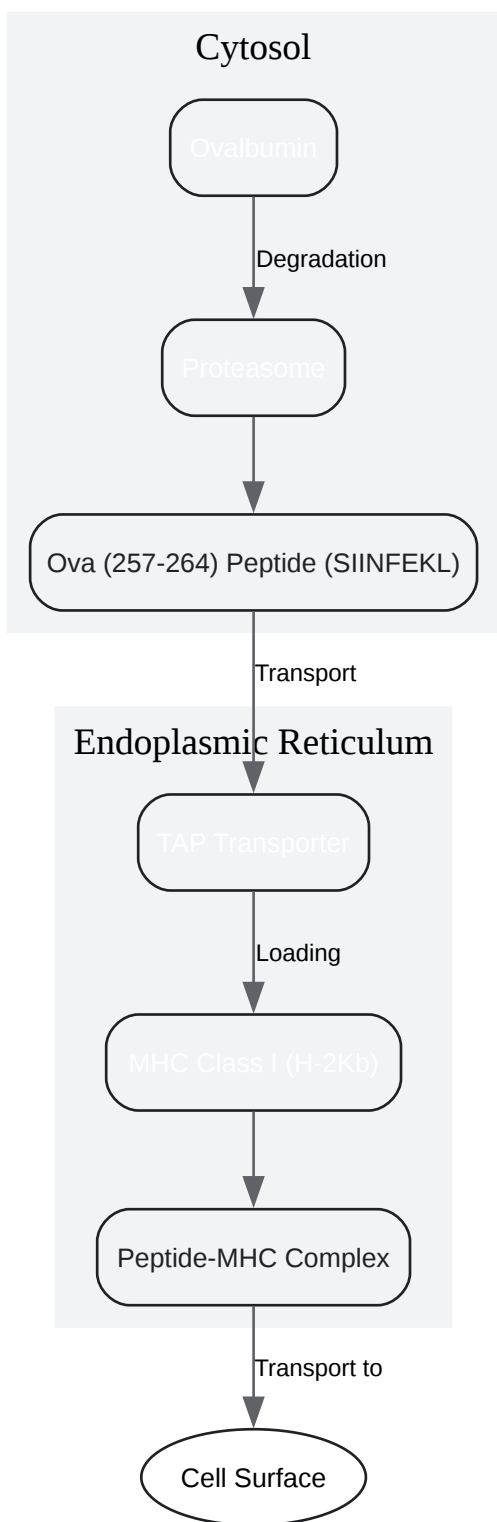 Cytosol
Ovalbumin
Degradation
Proteasome
Ova (257-264) Peptide (SIINFEKL)
Transport
Endoplasmic Reticulum
TAP Transporter
Loading
MHC Class I (H-2Kb)
Peptide-MHC Complex
Transport to
Cell Surface